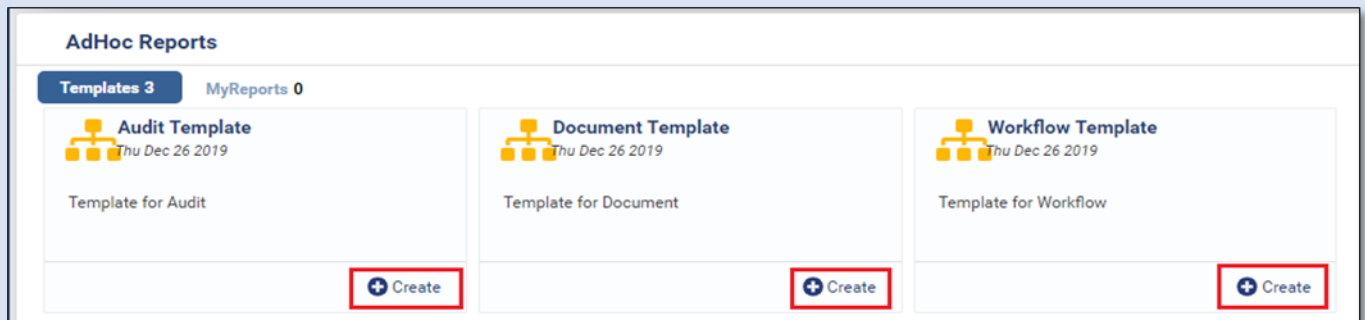 AdHoc Reports
Templates 3 MyReports 0
Audit Template
Thu Dec 26 2019
Template for Audit
Create
Document Template
Thu Dec 26 2019
Template for Document
Create
Workflow Template
Thu Dec 26 2019
Template for Workflow
Create